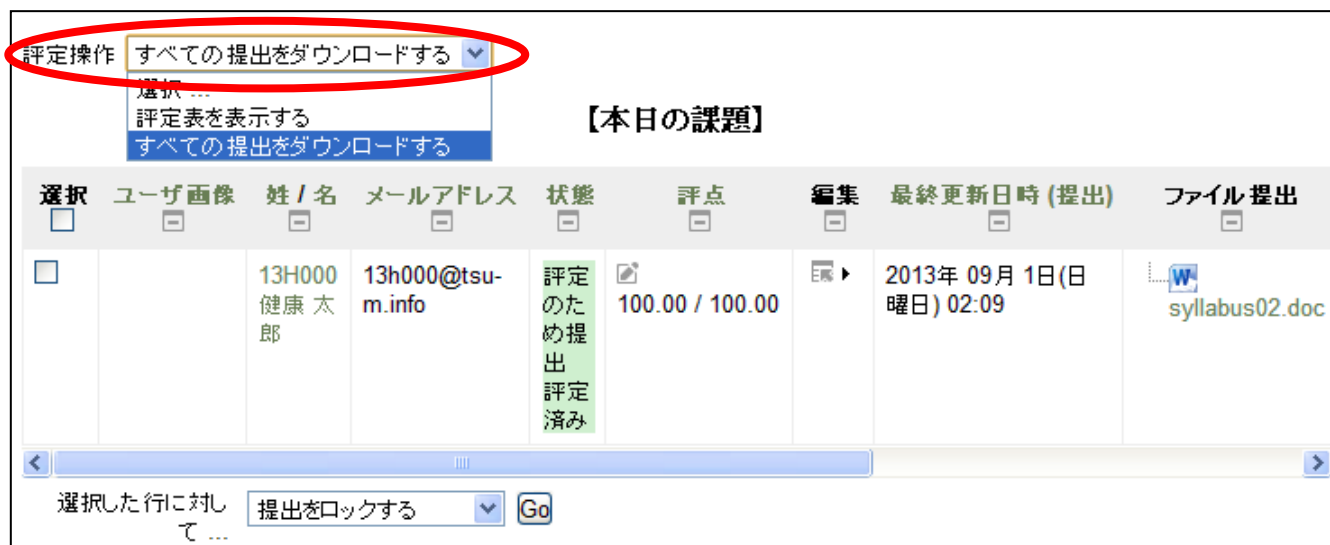 評定操作 すべての提出をダウンロードする
選択 ...
評定表を表示する
すべての提出をダウンロードする
【本日の課題】
選択 ユーザ画像 姓 / 名 メールアドレス 状態 評点 編集 最終更新日時 (提出) ファイル提出
13H000 13h000@tsu- 評定 2013年 09月 1日(日
健康 太 m.info のた 100.00 / 100.00 曜日) 02:09 syllabus02.doc
郎 め提
出
評定
済み
選択した行に対し 提出をロックする Go
て ...